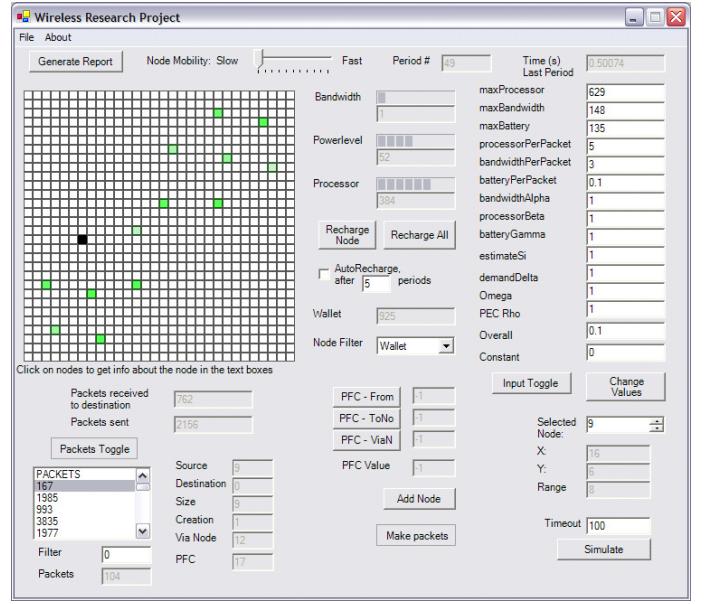 Wireless Research Project
File About
Generate Report
Node Mobility: Slow
Fast
Period #
49
Time (s)
Last Period
0.50074
Bandwidth
1
Powerlevel
52
Processor
384
Recharge
Node
Recharge All
AutoRecharge,
after 5 periods
Wallet
925
Node Filter
Wallet
maxProcessor 629
maxBandwidth 148
maxBattery 135
processorPerPacket 5
bandwidthPerPacket 3
batteryPerPacket 0.1
bandwidthAlpha 1
processorBeta 1
batteryGamma 1
estimateSi 1
demandDelta 1
Omega 1
PEC Rho 1
Overall 0.1
Constant 0
Click on nodes to get info about the node in the text boxes
Input Toggle
Change
Values
Packets received
to destination
762
Packets sent
2156
Packets Toggle
PACKETS
167
1985
993
3835
1977
Filter 0
Packets 104
Source 9
Destination 0
Size 9
Creation 1
Via Node 12
PFC 17
PFC - From -1
PFC - ToNo -1
PFC - ViaN -1
PFC Value -1
Add Node
Make packets
Selected
Node:
9
X: 16
Y: 6
Range 8
Timeout 100
Simulate